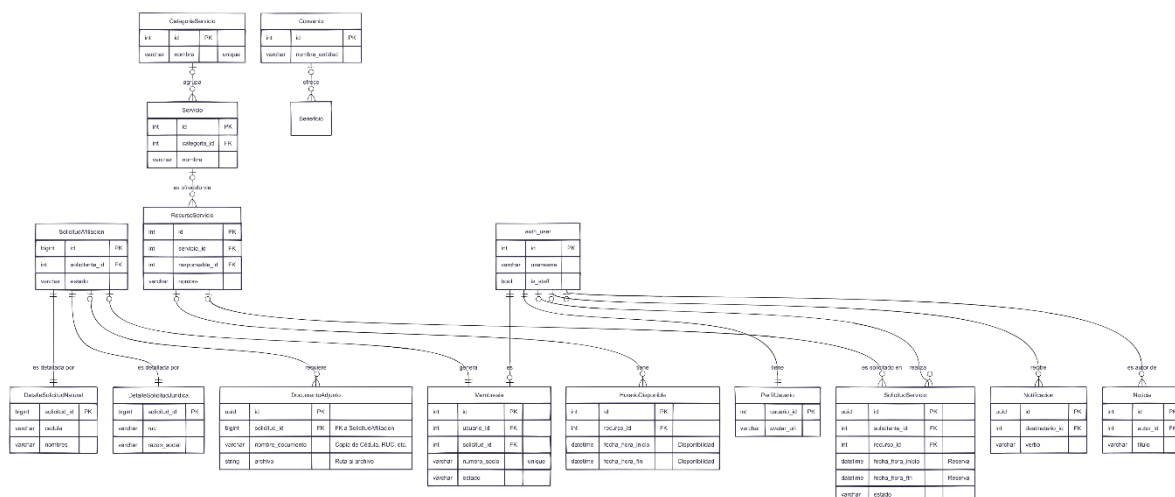 CategoriaServicio
int id PK
varchar nombre unique
Convenio
int id PK
varchar nombre_entidad
agrupa
ofrece
Servicio
int id PK
int categoria_id FK
varchar nombre
Beneficio
es ofrecido via
RecursoServicio
int id PK
int servicio_id FK
int responsable_id FK
varchar nombre
SolicitudAfiliacion
bigint id PK
int solicitante_id FK
varchar estado
auth_user
int id PK
varchar username
bool is_staff
es detallada por
es detallada por
requiere
genera
es
tiene
tiene
es solicitado en
realiza
recibe
es autor de
DetalleSolicitudNatural
bigint solicitud_id PK
varchar cedula
varchar nombres
DetalleSolicitudJuridica
bigint solicitud_id PK
varchar ruc
varchar razon_social
DocumentoAdjunto
uuid id PK
bigint solicitud_id FK FK a SolicitudAfiliacion
varchar nombre_documento Copia de Cédula, RUC, etc.
string archivo Ruta al archivo
Membresia
int id PK
int usuario_id FK
int solicitud_id FK
varchar numero_socio unique
varchar estado
HorarioDisponible
int id PK
int recurso_id FK
datetime fecha_hora_inicio Disponibilidad
datetime fecha_hora_fin Disponibilidad
PerfilUsuario
int usuario_id PK
varchar avatar_url
SolicitudServicio
uuid id PK
int solicitante_id FK
int recurso_id FK
datetime fecha_hora_inicio Reserva
datetime fecha_hora_fin Reserva
varchar estado
Notificacion
uuid id PK
int destinatario_id FK
varchar verbo
Noticia
int id PK
int autor_id FK
varchar titulo